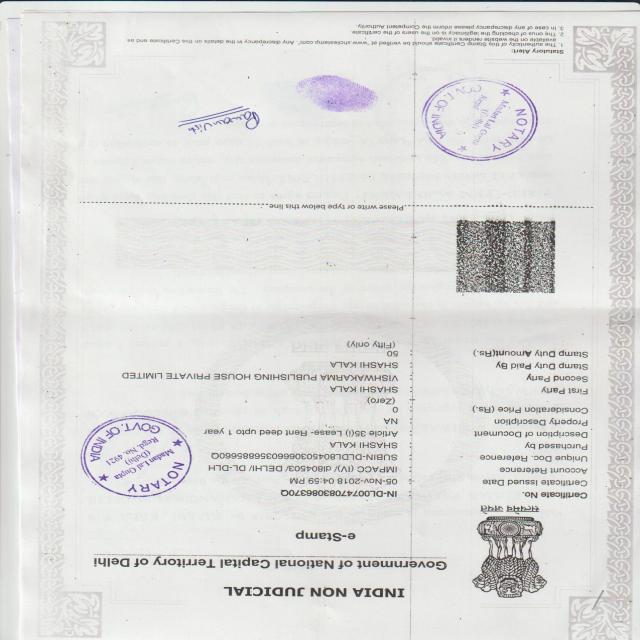 INDIA NON JUDICIAL
Government of National Capital Territory of Delhi
e-Stamp
सत्यमेव जयते
Certificate No. : IN-DL00747083080837Q
Certificate Issued Date : 05-Nov-2018 04:59 PM
Account Reference : IMPACC (IV)/ dl804503/ DELHI/ DL-DLH
Unique Doc. Reference :
Purchased by : SHASHI KALA
Description of Document : Article 35(i) Lease- Rent deed upto 1 year
Property Description : NA
Consideration Price (Rs.) : 0
(Zero)
First Party : SHASHI KALA
Second Party : VISHWAKARMA PUBLISHING HOUSE PRIVATE LIMITED
Stamp Duty Paid By : SHASHI KALA
Stamp Duty Amount(Rs.) : 50
(Fifty only)
NOTARY
Madan Lal Gupta
(Delhi)
Regd. No. 4921
GOVT. OF INDIA
Please write or type below this line
NOTARY
Madan Lal Gupta
(Delhi)
Regd.
GOVT. OF INDIA
Statutory Alert:
1. The authenticity of this Stamp Certificate should be verified at "www.shcilestamp.com". Any discrepancy in the details on this Certificate and as
available on the website renders it invalid.
2. The onus of checking the legitimacy is on the users of the certificate.
3. In case of any discrepancy please inform the Competent Authority.